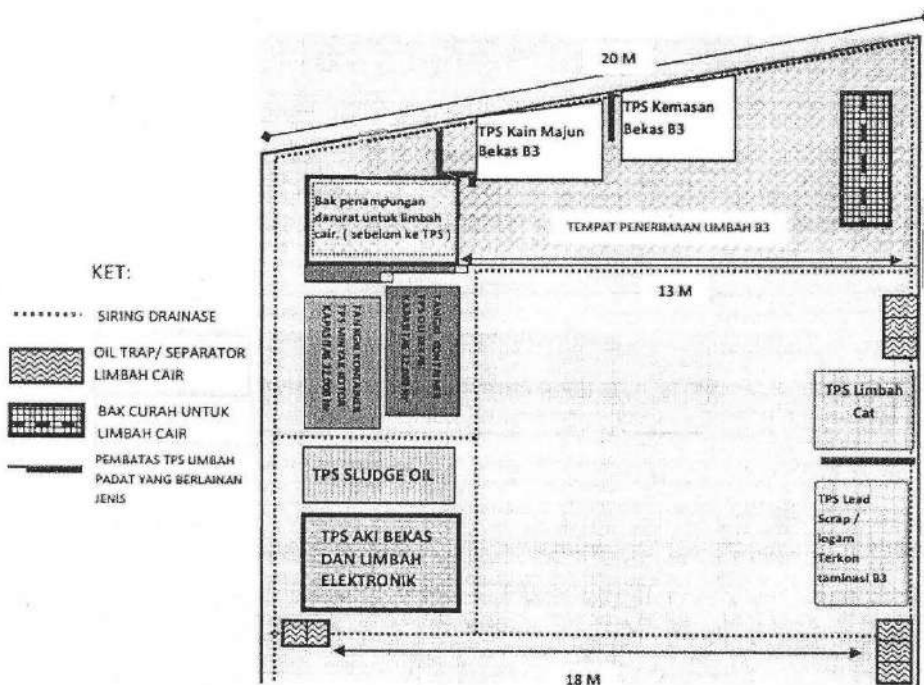 20 M
TPS Kain Majun
Bekas B3
TPS Kemasan
Bekas B3
Bak penampungan
darurat untuk limbah
cair. ( sebelum ke TPS )
TEMPAT PENERIMAAN LIMBAH B3
13 M
KET:
SIRING DRAINASE
OIL TRAP/ SEPARATOR
LIMBAH CAIR
BAK CURAH UNTUK
LIMBAH CAIR
PEMBATAS TPS LIMBAH
PADAT YANG BERLAINAN
JENIS
KAPASITAS
TPS Limbah
Cat
TPS SLUDGE OIL
TPS AKI BEKAS
DAN LIMBAH
ELEKTRONIK
TPS Lead
Scrap /
logam
Terkon
taminasi B3
18 M